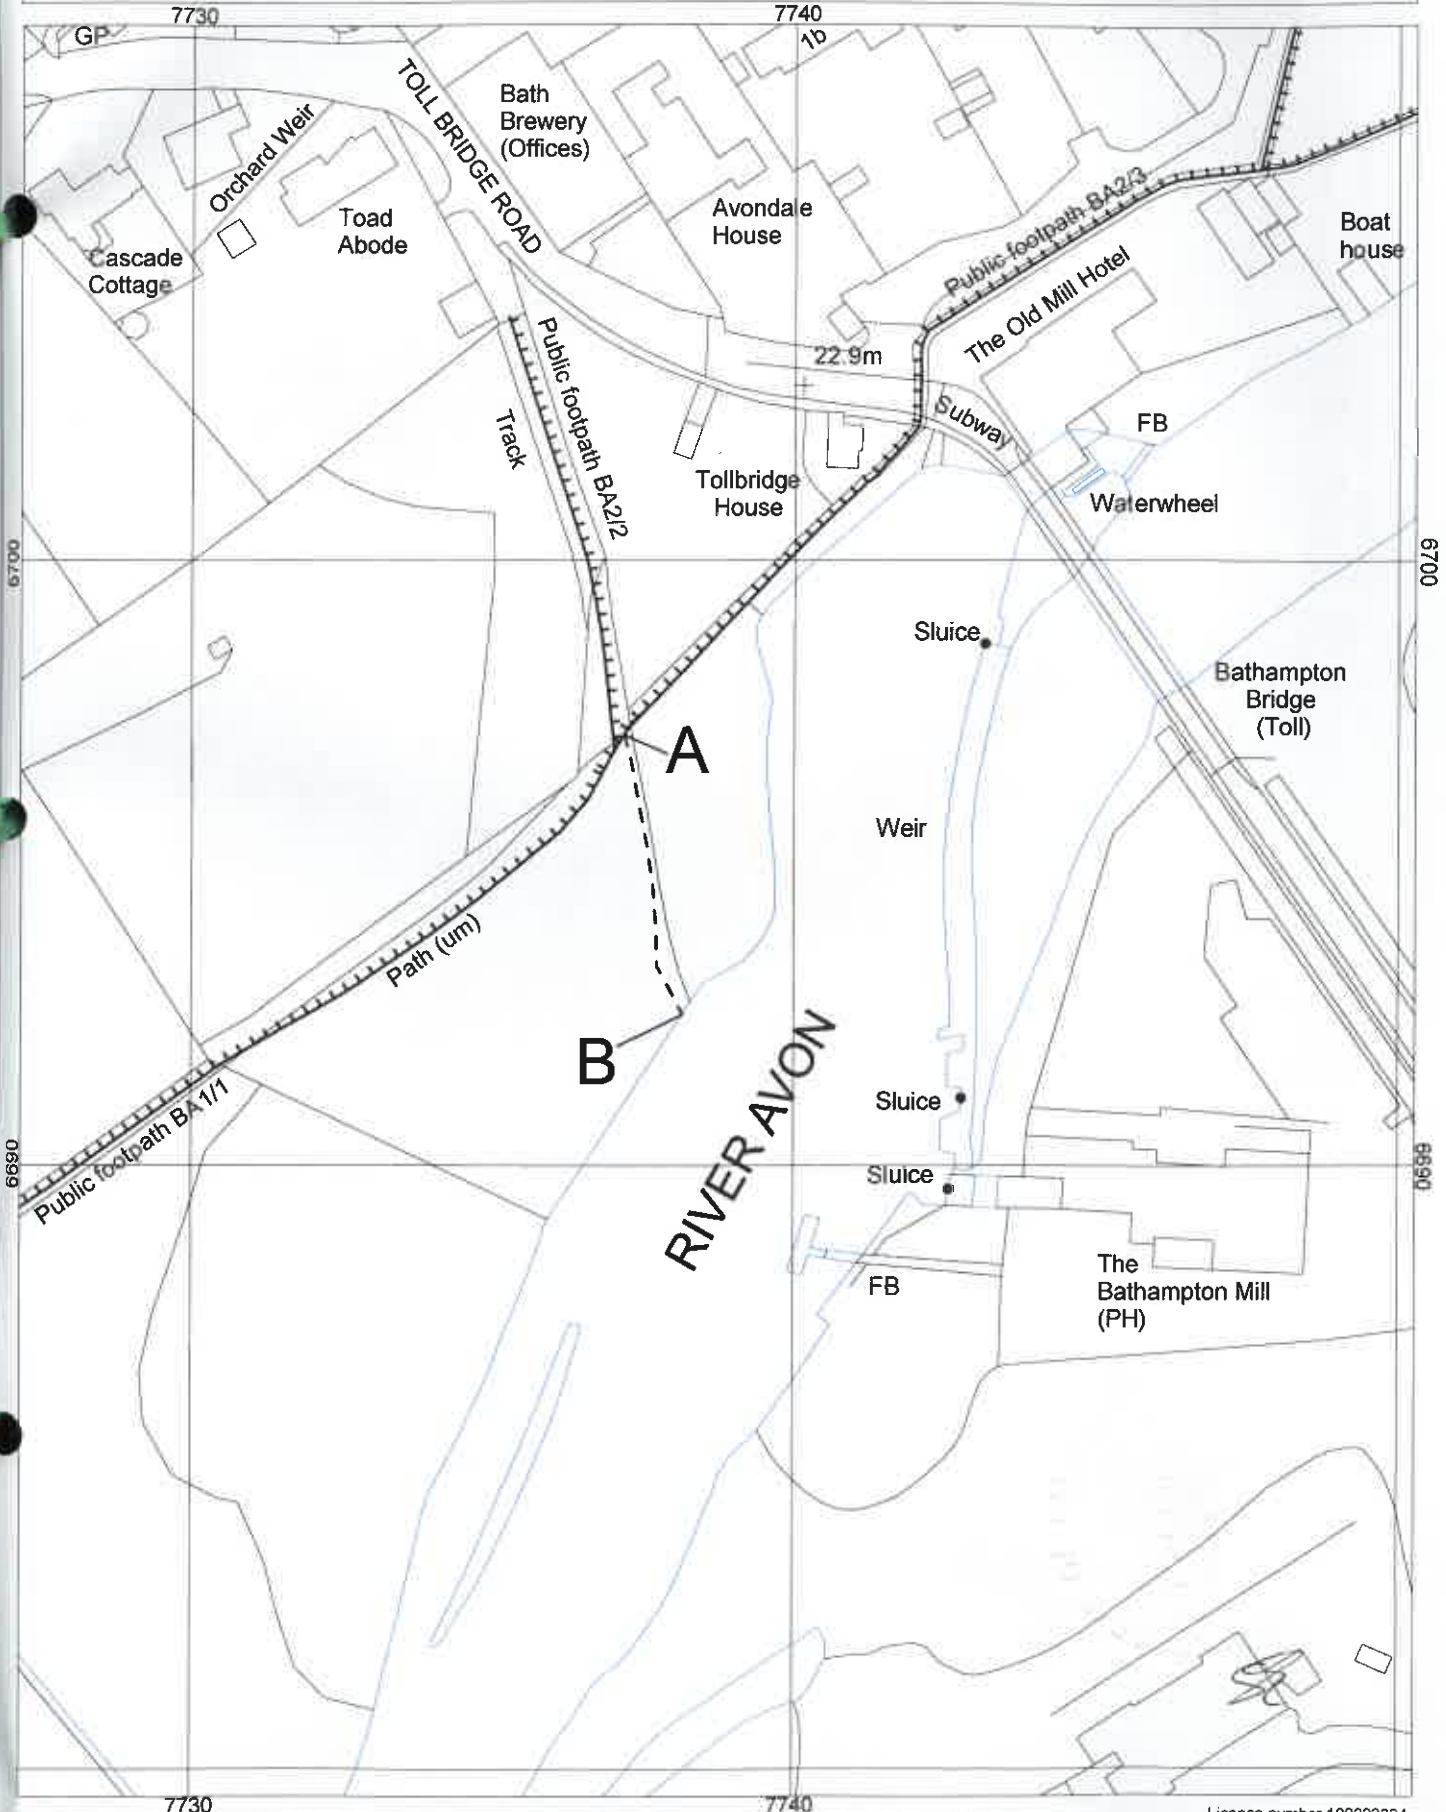 7730
7740
GP
1b
TOLL BRIDGE ROAD
Bath
Brewery
(Offices)
Orchard Weir
Toad
Abode
Avondale
House
Public footpath BA2/3
Boat
house
Cascade
Cottage
The Old Mill Hotel
Public footpath BA2/2
22.9m
Track
Subway
FB
Tollbridge
House
Waterwheel
6700
6700
Sluice
Bathampton
Bridge
(Toll)
A
Weir
Path (um)
B
RIVER AVON
Public footpath BA1/1
Sluice
6690
6690
Sluice
The
Bathampton Mill
(PH)
FB
7730
7740